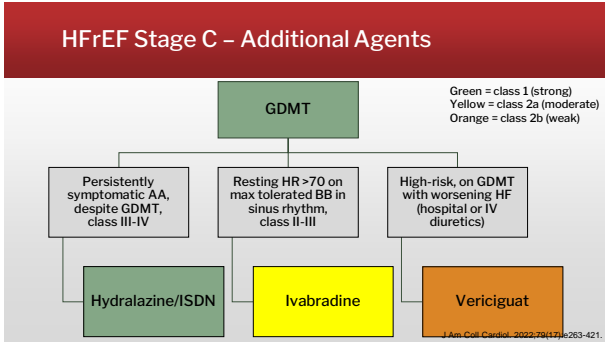 HFrEF Stage C – Additional Agents
Green = class 1 (strong)
Yellow = class 2a (moderate)
Orange = class 2b (weak)
GDMT
Persistently
symptomatic AA,
despite GDMT,
class III-IV
Resting HR >70 on
max tolerated BB in
sinus rhythm,
class II-III
High-risk, on GDMT
with worsening HF
(hospital or IV
diuretics)
Hydralazine/ISDN
Ivabradine
Vericiguat
J Am Coll Cardiol. 2022;79(17):e263-421.